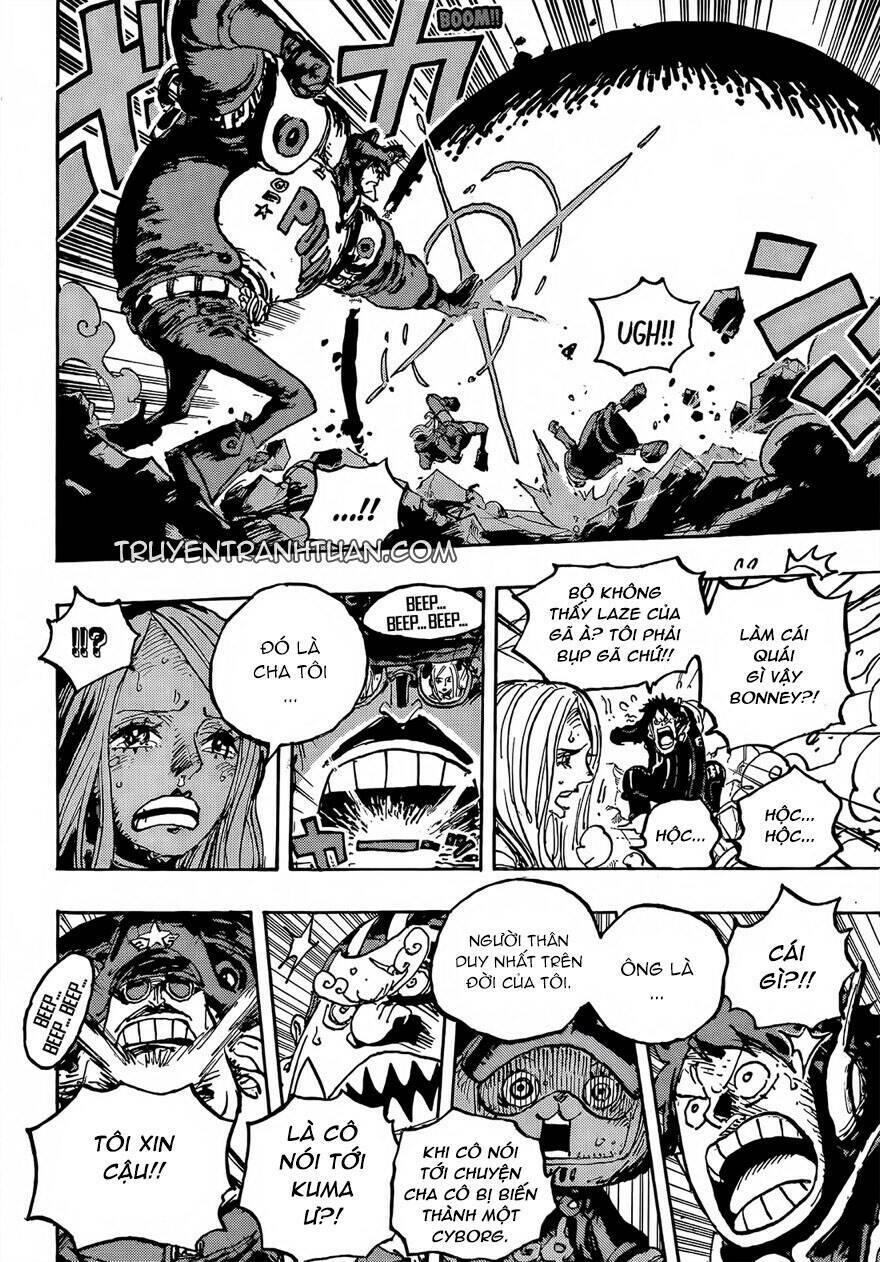 BOOM!!
UGH!!
...!!
TRUYENTRANHTUAN.COM
LÀM CÁI
QUÁI
GÌ VẬY
BONNEY?!
BỘ KHÔNG
THẤY LAZE CỦA
GÃ À? TÔI PHẢI
BỤP GÃ CHỨ!!
HỘC...
HỘC...
HỘC...
BEEP...
BEEP... BEEP...
ĐÓ LÀ
CHA TÔI
...
!!?
CÁI
GÌ?!!
ÔNG LÀ
...
NGƯỜI THÂN
DUY NHẤT TRÊN
ĐỜI CỦA TÔI.
KHI CÔ NÓI
TỚI CHUYỆN
CHA CÔ BỊ BIẾN
THÀNH MỘT
CYBORG.
LÀ CÔ
NÓI TỚI
KUMA
Ư?!
BEEP...
BEEP... BEEP...
TÔI XIN
CẬU!!